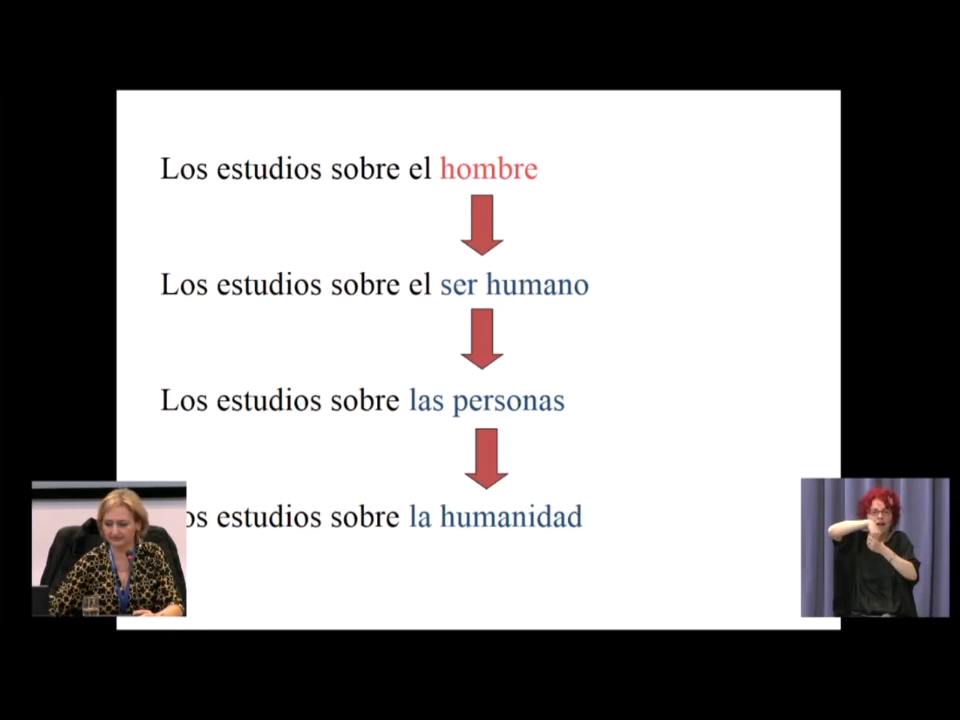 Los estudios sobre el hombre
Los estudios sobre el ser humano
Los estudios sobre las personas
os estudios sobre la humanidad